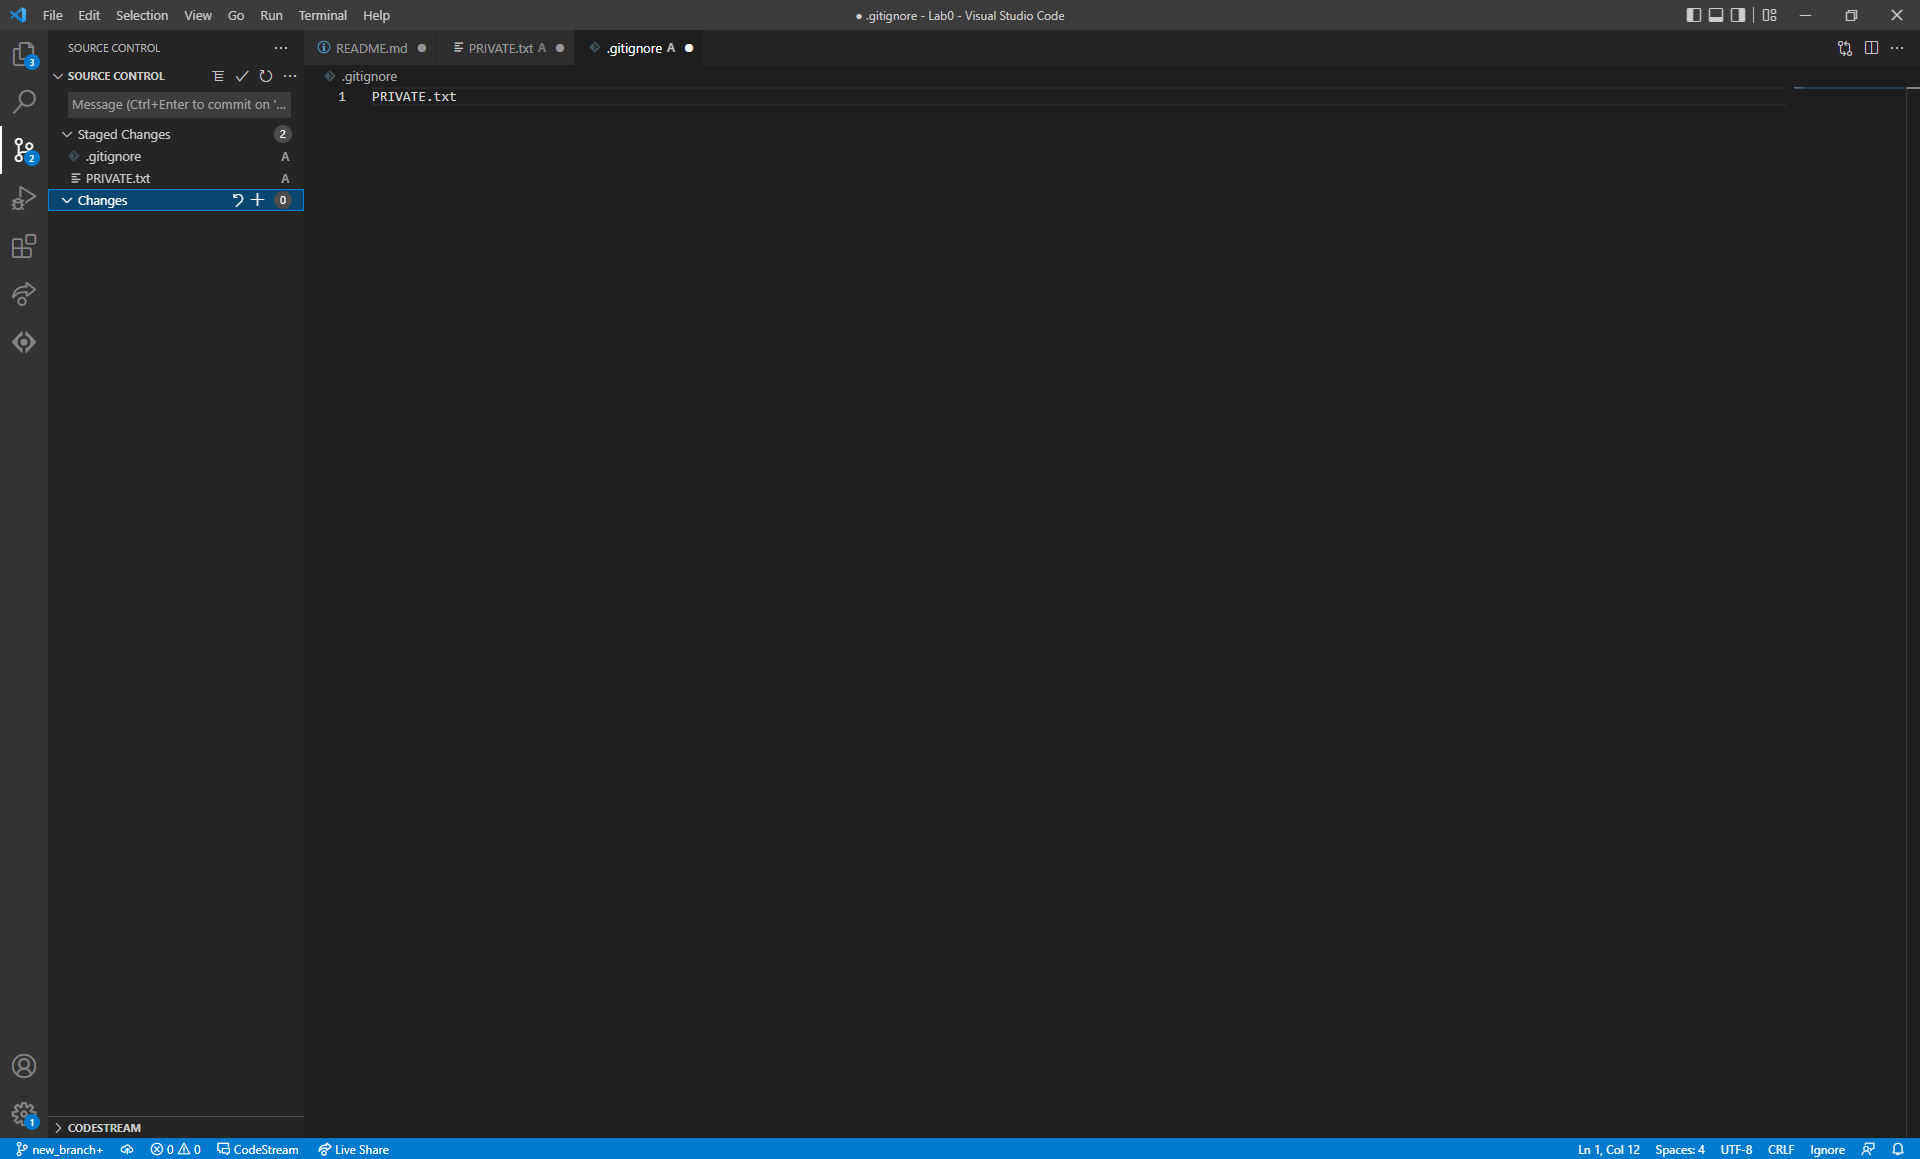 File Edit Selection View Go Run Terminal Help
● .gitignore - Lab0 - Visual Studio Code
SOURCE CONTROL
README.md
PRIVATE.txt A
.gitignore A
3
SOURCE CONTROL
.gitignore
Message (Ctrl+Enter to commit on '...
1 PRIVATE.txt
Staged Changes 2
.gitignore A
2
PRIVATE.txt A
Changes 0
1
CODESTREAM
new_branch+ 0 0 CodeStream Live Share
Ln 1, Col 12 Spaces: 4 UTF-8 CRLF Ignore